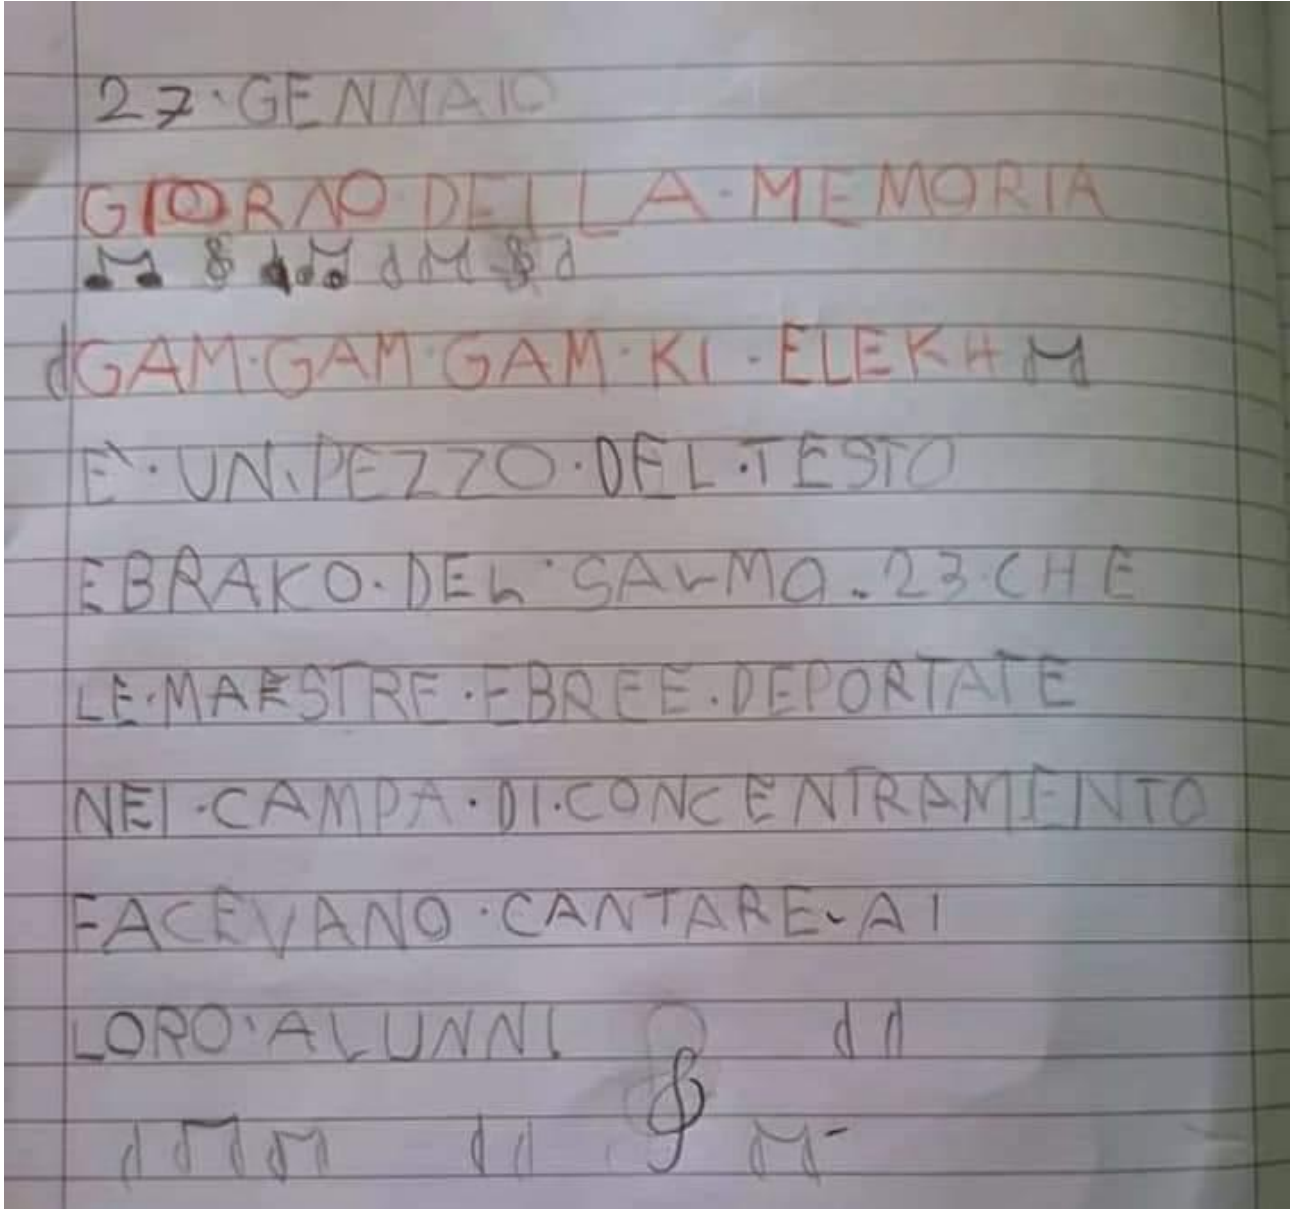 27·GENNAIO
GIORNO·DELLA·MEMORIA
GAM·GAM·GAM·KI·ELEKH
E'·UN·PEZZO·DEL·TESTO
EBRAKO·DEL·SALMO·23·CHE
LE·MAESTRE·EBREE·DEPORTATE
NEI·CAMPA·DI·CONCENTRAMENTO
FACEVANO·CANTARE·AI
LORO·ALUNNI